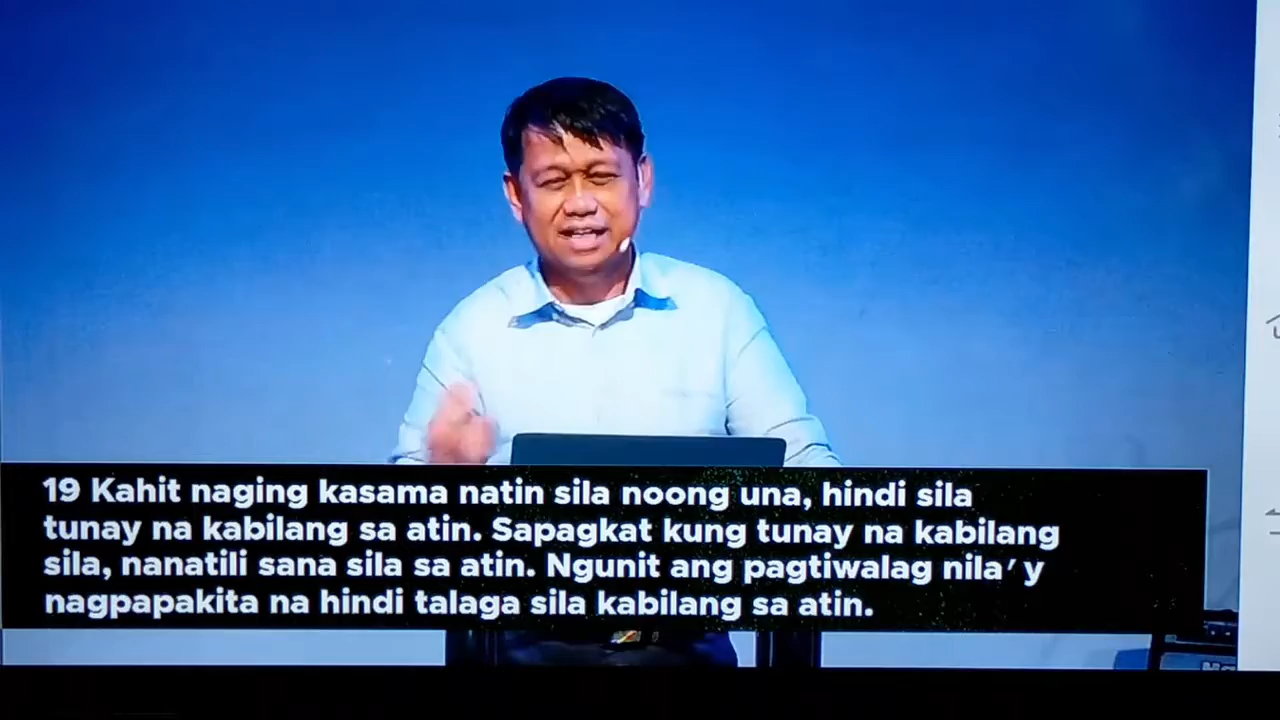 19 Kahit naging kasama natin sila noong una, hindi sila
tunay na kabilang sa atin. Sapagkat kung tunay na kabilang
sila, nanatili sana sila sa atin. Ngunit ang pagtiwalag nila’y
nagpapakita na hindi talaga sila kabilang sa atin.